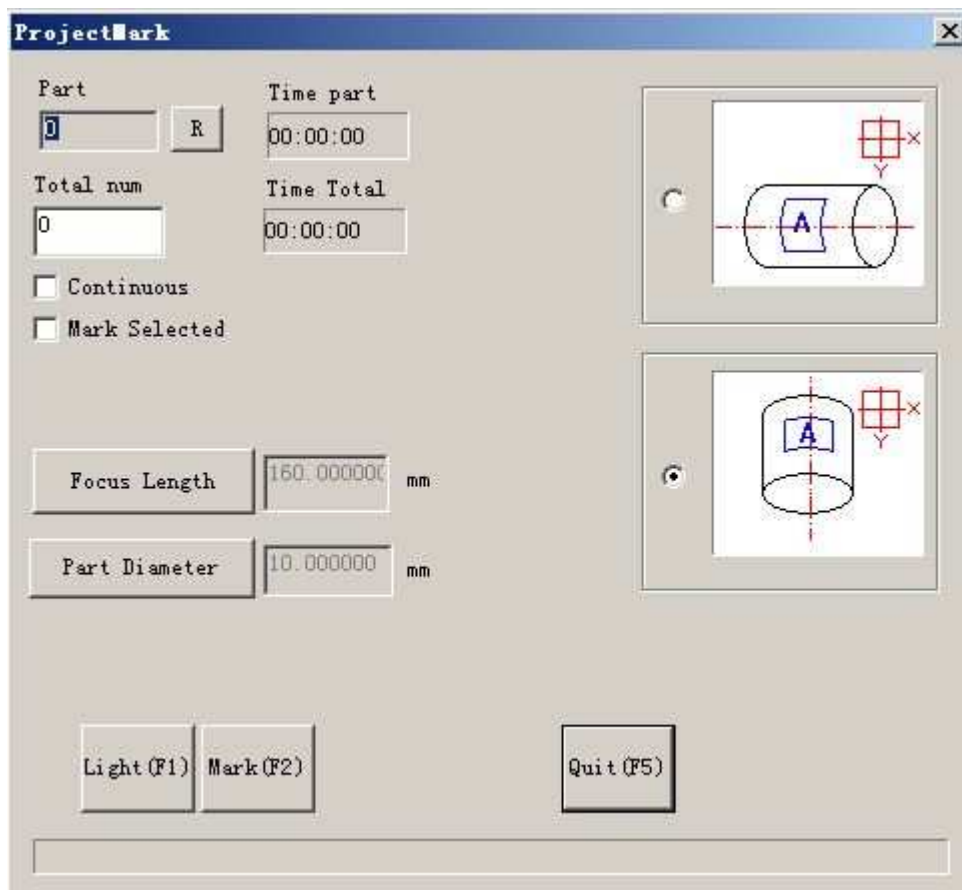 ProjectMark
Part
Time part
0
R
00:00:00
Total num
Time Total
0
00:00:00
Continuous
Mark Selected
X
Y
A
X
Y
A
Focus Length
160.000000
mm
Part Diameter
10.000000
mm
Light(F1)
Mark(F2)
Quit(F5)